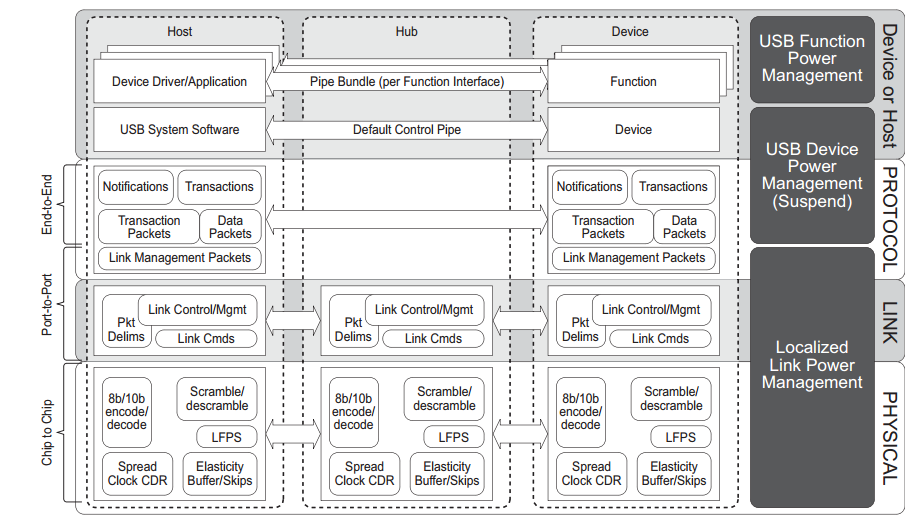 Host
Hub
Device
Device Driver/Application
Pipe Bundle (per Function Interface)
Function
USB System Software
Default Control Pipe
Device
USB Function
Power
Management
Device or Host
USB Device
Power
Management
(Suspend)
End-to-End
Notifications
Transactions
Transaction
Packets
Data
Packets
Link Management Packets
Notifications
Transactions
Transaction
Packets
Data
Packets
Link Management Packets
PROTOCOL
Port-to-Port
Pkt
Delims
Link Control/Mgmt
Link Cmds
Pkt
Delims
Link Control/Mgmt
Link Cmds
Pkt
Delims
Link Control/Mgmt
Link Cmds
LINK
Localized
Link Power
Management
Chip to Chip
8b/10b
encode/
decode
Scramble/
descramble
LFPS
Spread
Clock CDR
Elasticity
Buffer/Skips
8b/10b
encode/
decode
Scramble/
descramble
LFPS
Spread
Clock CDR
Elasticity
Buffer/Skips
8b/10b
encode/
decode
Scramble/
descramble
LFPS
Spread
Clock CDR
Elasticity
Buffer/Skips
PHYSICAL